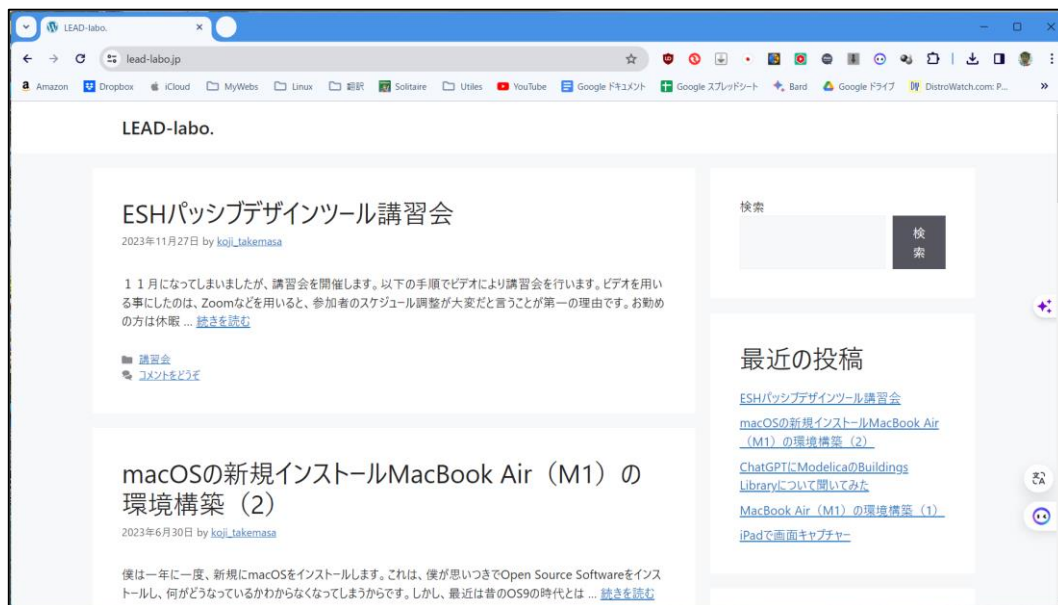 LEAD-labo.
lead-labo.jp
Amazon
Dropbox
iCloud
MyWebs
Linux
翻訳
Solitaire
Utiles
YouTube
Google ドキュメント
Google スプレッドシート
Bard
Google ドライブ
DistroWatch.com: P...
LEAD-labo.
ESHパッシブデザインツール講習会
2023年11月27日 by koji_takemasa
１１月になってしまいましたが、講習会を開催します。以下の手順でビデオにより講習会を行います。ビデオを用い
る事にしたのは、Zoomなどを用いると、参加者のスケジュール調整が大変だと言うことが第一の理由です。お勤め
の方は休暇 ... 続きを読む
講習会
コメントをどうぞ
macOSの新規インストールMacBook Air（M1）の
環境構築（2）
2023年6月30日 by koji_takemasa
僕は一年に一度、新規にmacOSをインストールします。これは、僕が思いつきでOpen Source Softwareをインス
トールし、何がどうなっているかわからなくなってしまうからです。しかし、最近は昔のOS9の時代とは ... 続きを読む
検索
検
索
最近の投稿
ESHパッシブデザインツール講習会
macOSの新規インストールMacBook Air
（M1）の環境構築（2）
ChatGPTにModelicaのBuildings
Libraryについて聞いてみた
MacBook Air（M1）の環境構築（1）
iPadで画面キャプチャー